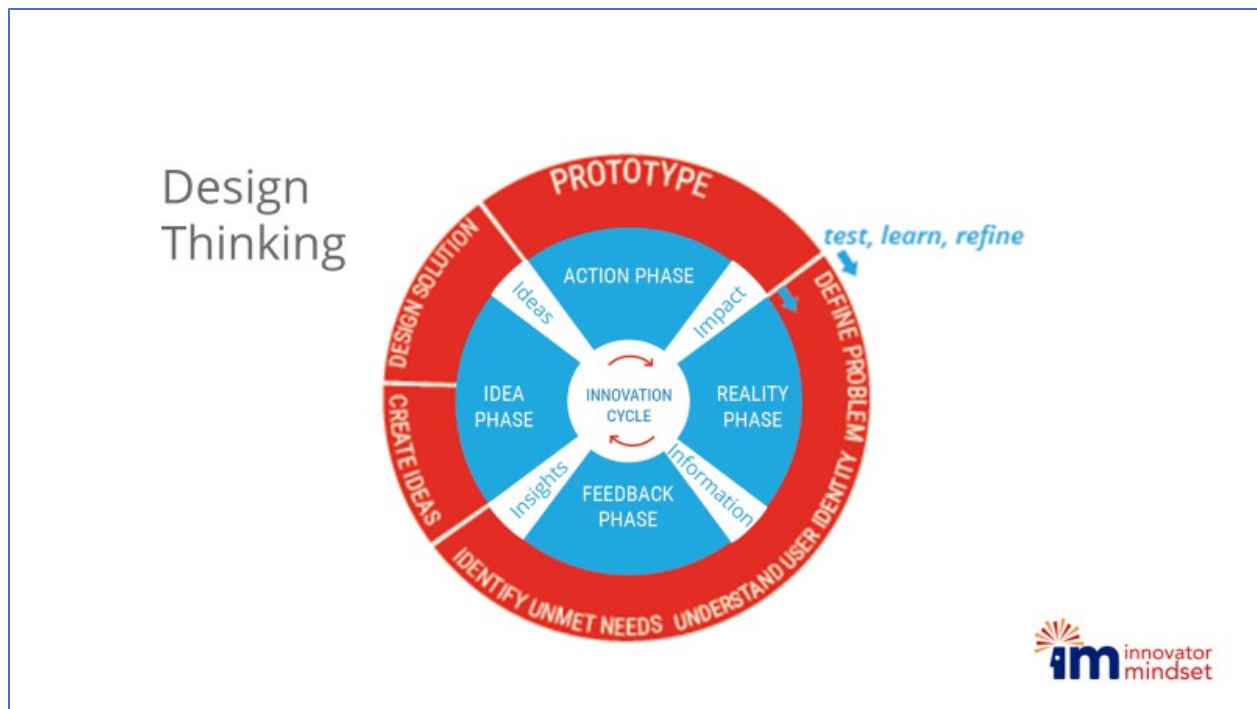 Design
Thinking
PROTOTYPE
test, learn, refine
DEFINE PROBLEM
UNDERSTAND USER IDENTITY
IDENTIFY UNMET NEEDS
CREATE IDEAS
DESIGN SOLUTION
ACTION PHASE
Impact
REALITY
PHASE
Information
FEEDBACK
PHASE
Insights
IDEA
PHASE
Ideas
INNOVATION
CYCLE
im innovator
mindset